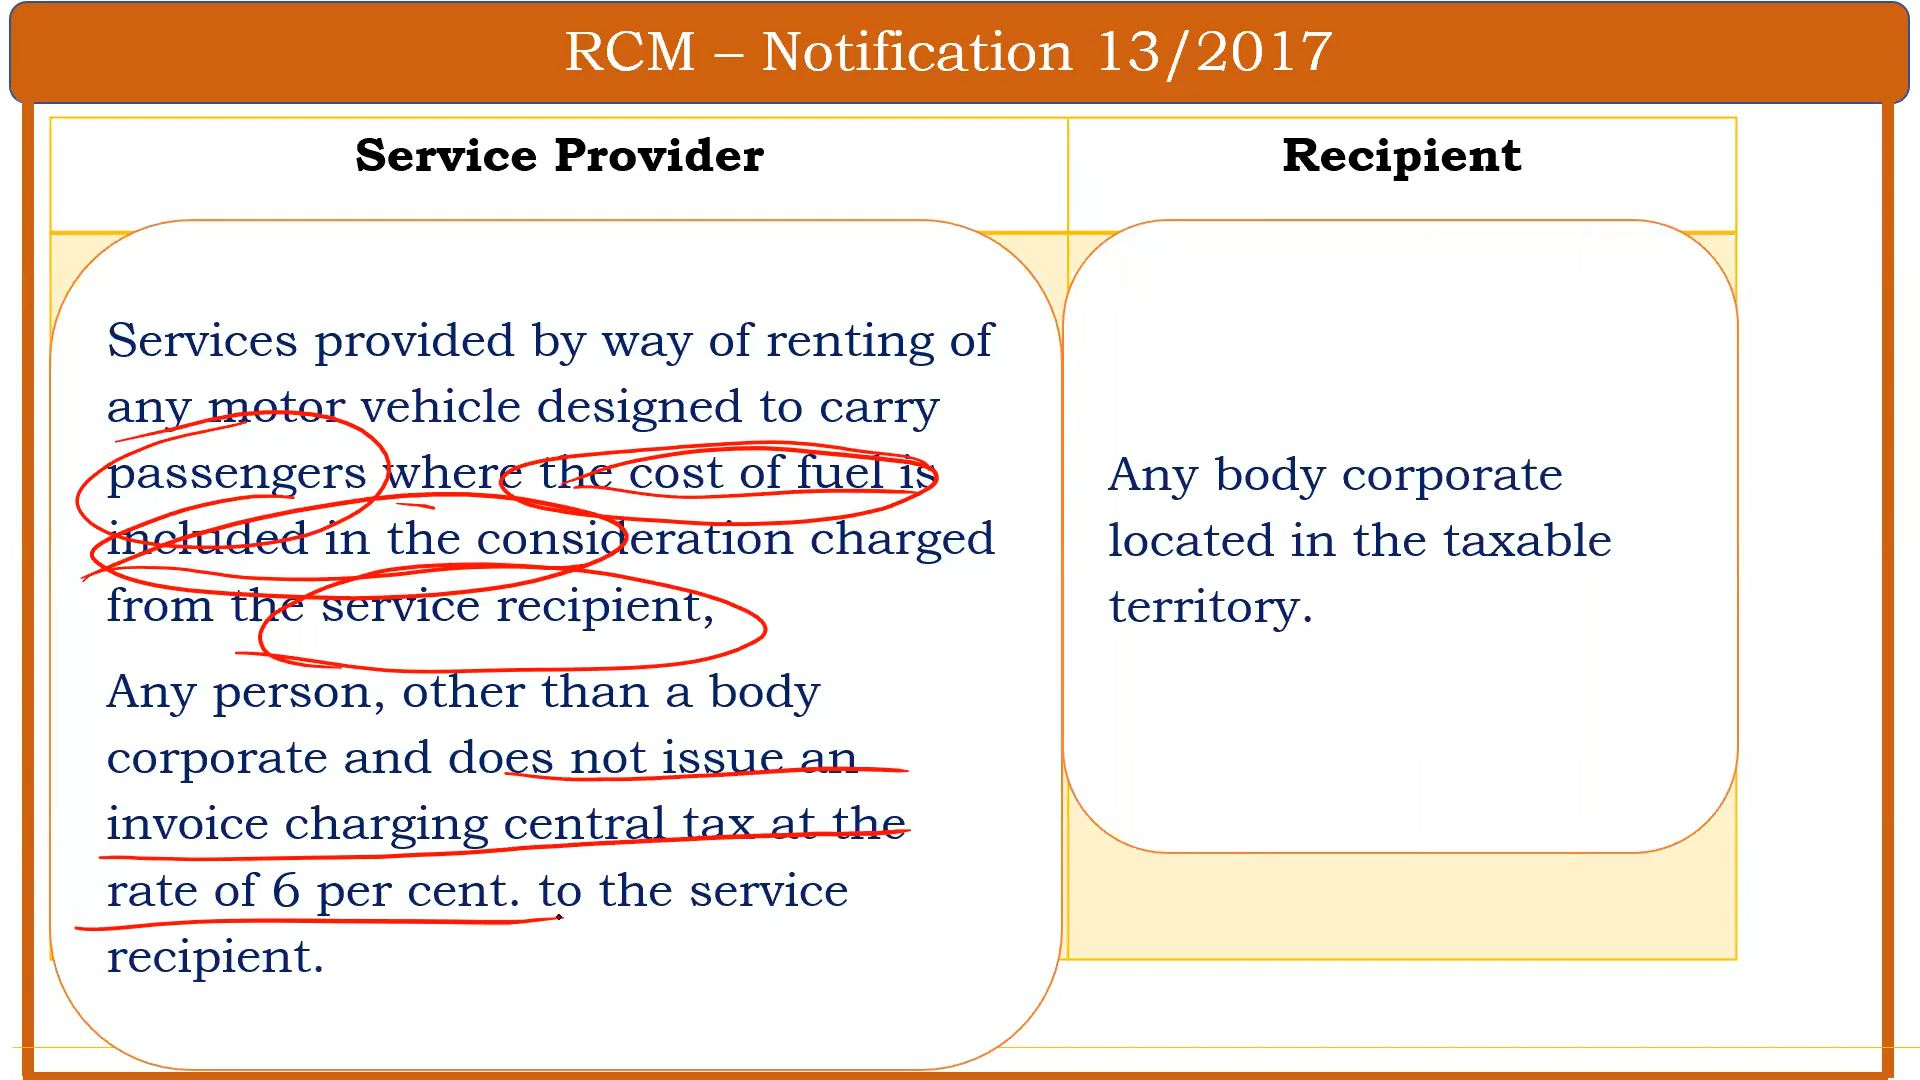 RCM – Notification 13/2017
Service Provider
Recipient
Services provided by way of renting of
any motor vehicle designed to carry
passengers where the cost of fuel is
included in the consideration charged
from the service recipient,
Any person, other than a body
corporate and does not issue an
invoice charging central tax at the
rate of 6 per cent. to the service
recipient.
Any body corporate
located in the taxable
territory.